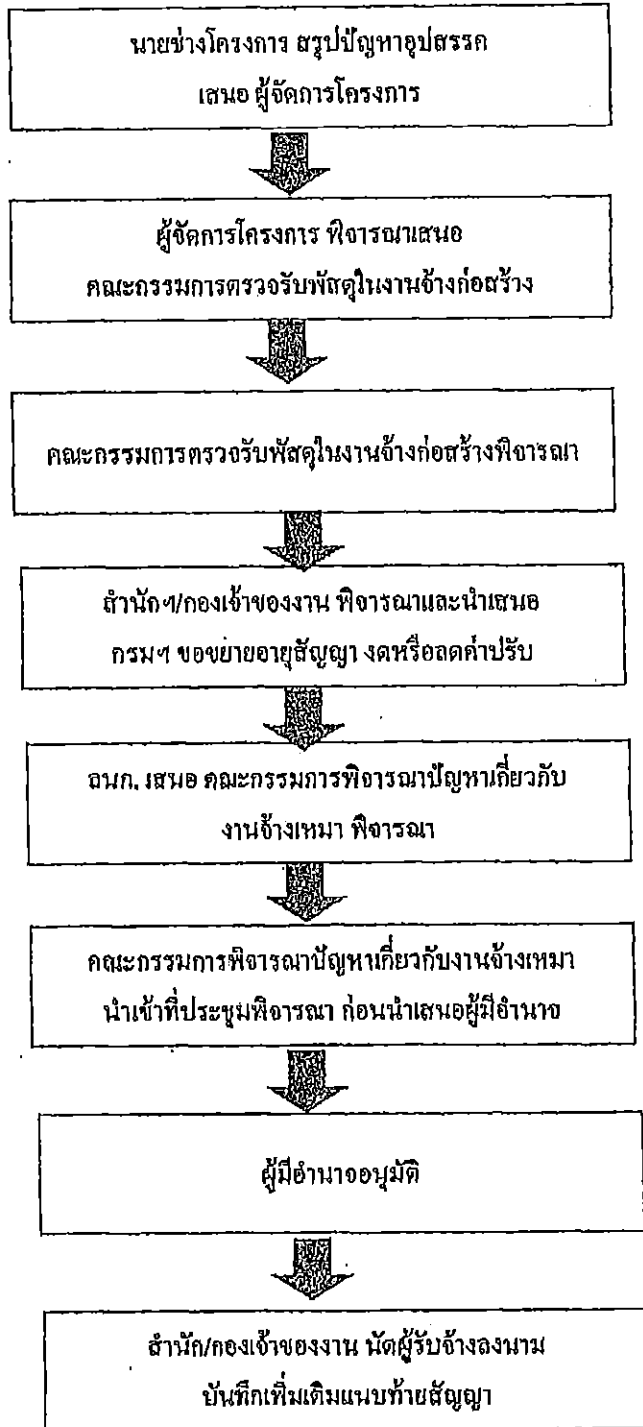 นายช่างโครงการ สรุปปัญหาอุปสรรค
เสนอ ผู้จัดการโครงการ
ผู้จัดการโครงการ พิจารณาเสนอ
คณะกรรมการตรวจรับพัสดุในงานจ้างก่อสร้าง
คณะกรรมการตรวจรับพัสดุในงานจ้างก่อสร้างพิจารณา
สำนักฯ/กองเจ้าของงาน พิจารณาและนำเสนอ
กรมฯ ขอขยายอายุสัญญา งดหรือลดค่าปรับ
ฉนก. เสนอ คณะกรรมการพิจารณาปัญหาเกี่ยวกับ
งานจ้างเหมา พิจารณา
คณะกรรมการพิจารณาปัญหาเกี่ยวกับงานจ้างเหมา
นำเข้าที่ประชุมพิจารณา ก่อนนำเสนอผู้มีอำนาจ
ผู้มีอำนาจอนุมัติ
สำนัก/กองเจ้าของงาน นัดผู้รับจ้างลงนาม
บันทึกเพิ่มเติมแนบท้ายสัญญา